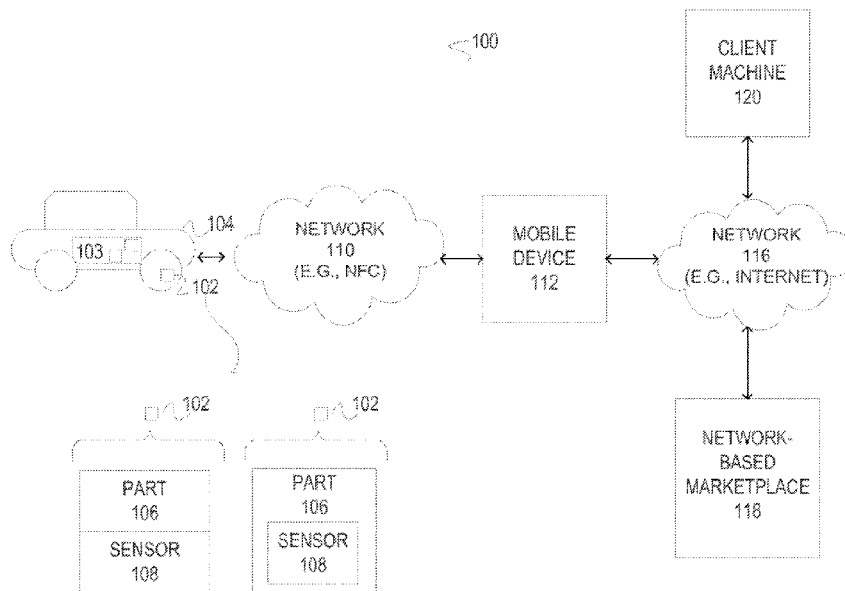 100
CLIENT
MACHINE
120
104
103
102
NETWORK
110
(E.G., NFC)
MOBILE
DEVICE
112
NETWORK
116
(E.G., INTERNET)
102
102
PART
106
SENSOR
108
PART
106
SENSOR
108
NETWORK-
BASED
MARKETPLACE
118